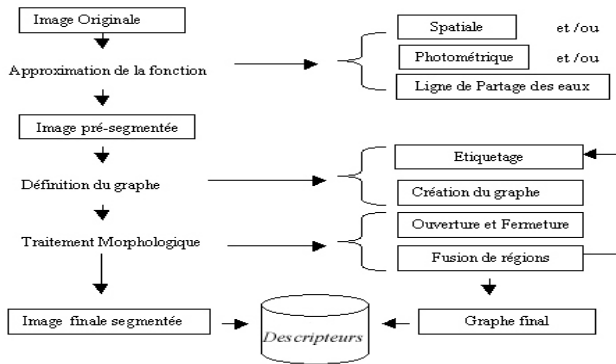 Image Originale
Spatiale et /ou
Approximation de la fonction
Photométrique et /ou
Ligne de Partage des eaux
Image pré-segmentée
Etiquetage
Définition du graphe
Création du graphe
Ouverture et Fermeture
Traitement Morphologique
Fusion de régions
Image finale segmentée
Descripteurs
Graphe final